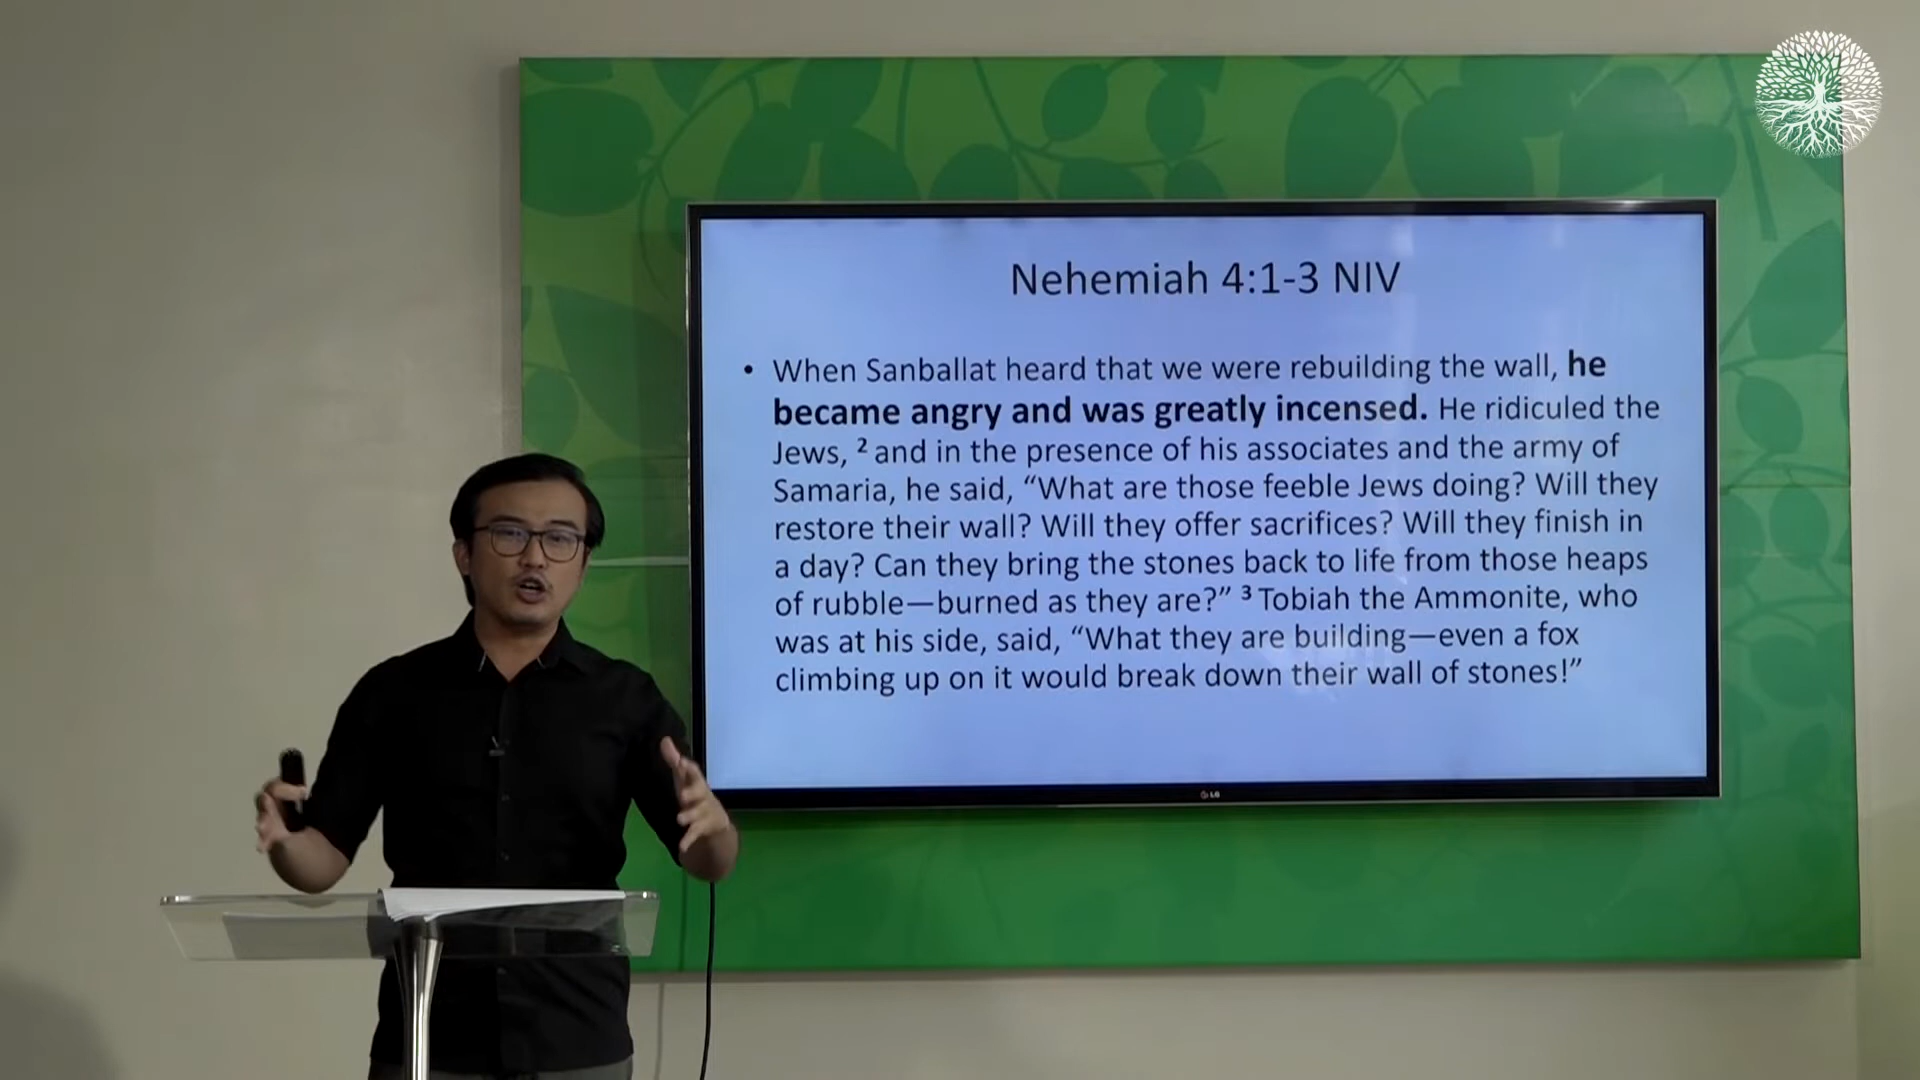 Nehemiah 4:1-3 NIV
• When Sanballat heard that we were rebuilding the wall, he
became angry and was greatly incensed. He ridiculed the
Jews, ² and in the presence of his associates and the army of
Samaria, he said, “What are those feeble Jews doing? Will they
restore their wall? Will they offer sacrifices? Will they finish in
a day? Can they bring the stones back to life from those heaps
of rubble—burned as they are?” ³ Tobiah the Ammonite, who
was at his side, said, “What they are building—even a fox
climbing up on it would break down their wall of stones!”
LG